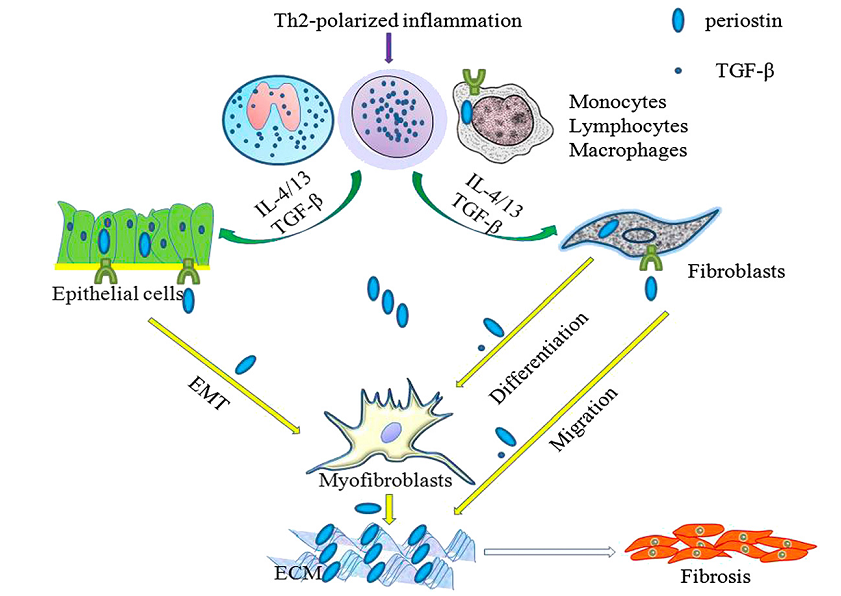 Th2-polarized inflammation
periostin
TGF-β
Monocytes
Lymphocytes
Macrophages
IL-4/13
TGF-β
IL-4/13
TGF-β
Epithelial cells
Fibroblasts
EMT
Differentiation
Migration
Myofibroblasts
ECM
Fibrosis